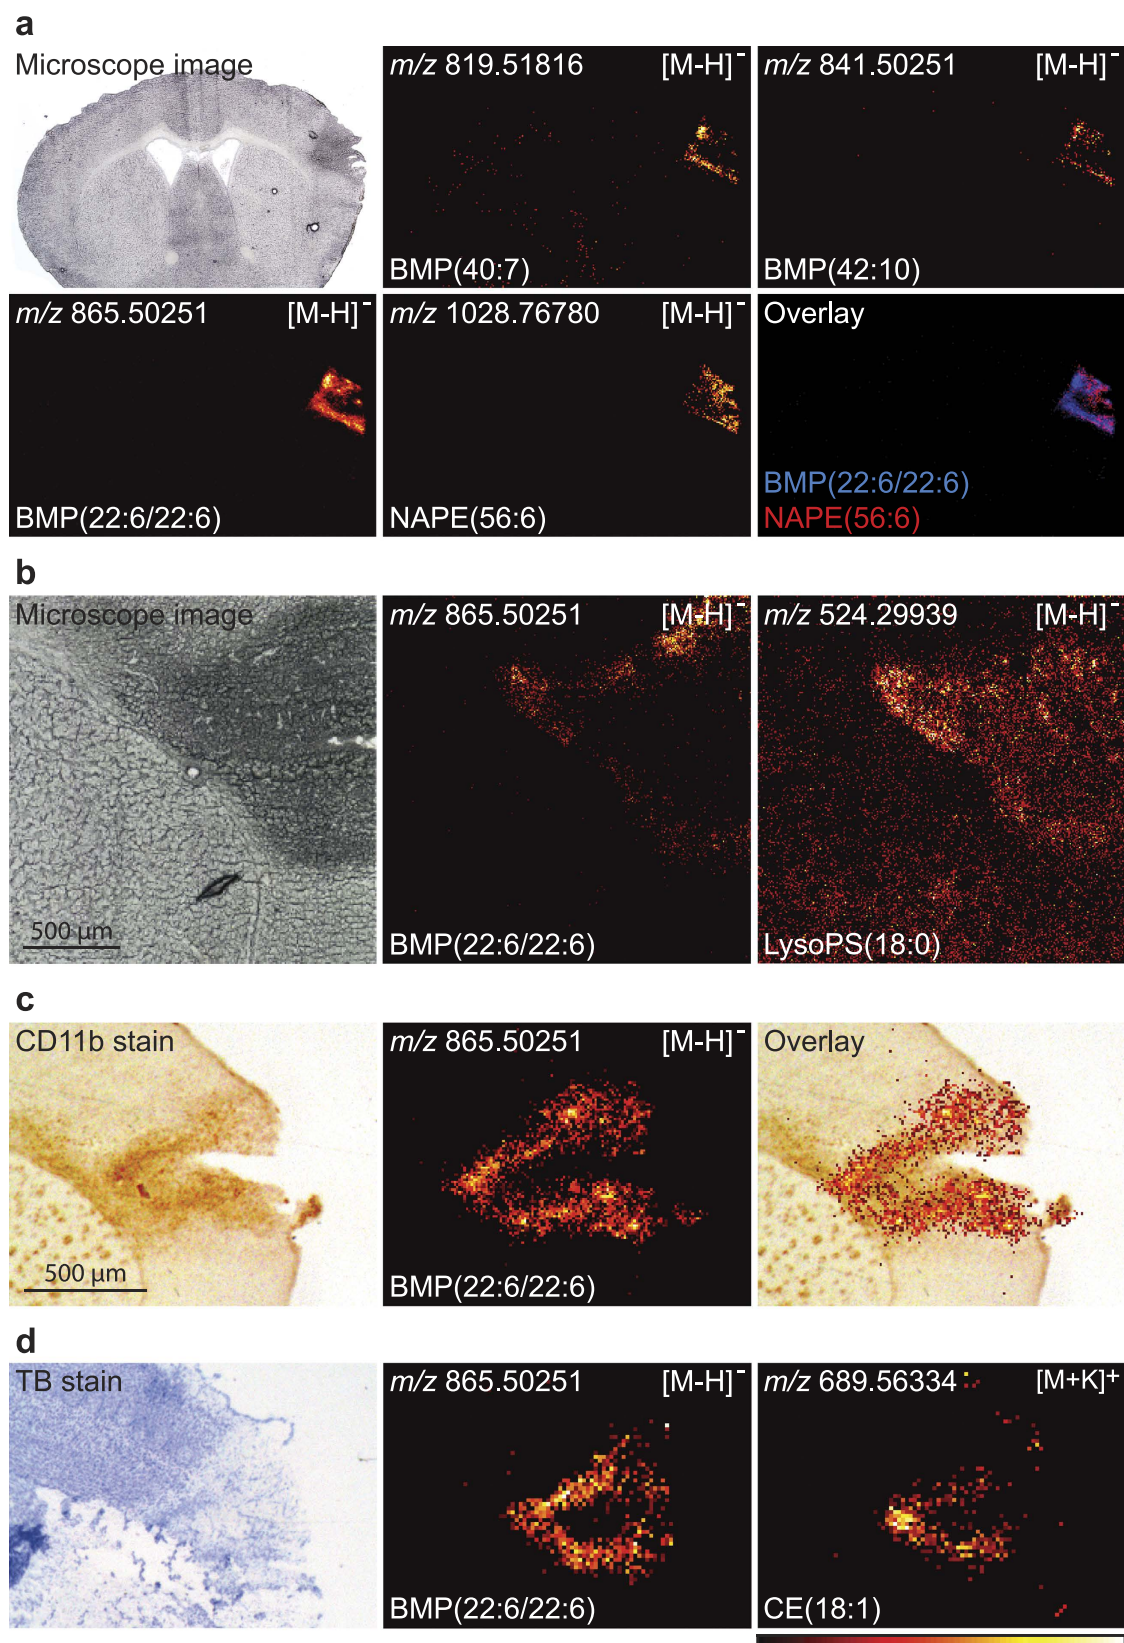 a
Microscope image
m/z 819.51816 [M-H]⁻
BMP(40:7)
m/z 841.50251 [M-H]⁻
BMP(42:10)
m/z 865.50251 [M-H]⁻
BMP(22:6/22:6)
m/z 1028.76780 [M-H]⁻
NAPE(56:6)
Overlay
BMP(22:6/22:6)
NAPE(56:6)
b
Microscope image
500 µm
m/z 865.50251 [M-H]⁻
BMP(22:6/22:6)
m/z 524.29939 [M-H]⁻
LysoPS(18:0)
c
CD11b stain
500 µm
m/z 865.50251 [M-H]⁻
BMP(22:6/22:6)
Overlay
d
TB stain
m/z 865.50251 [M-H]⁻
BMP(22:6/22:6)
m/z 689.56334 [M+K]⁺
CE(18:1)